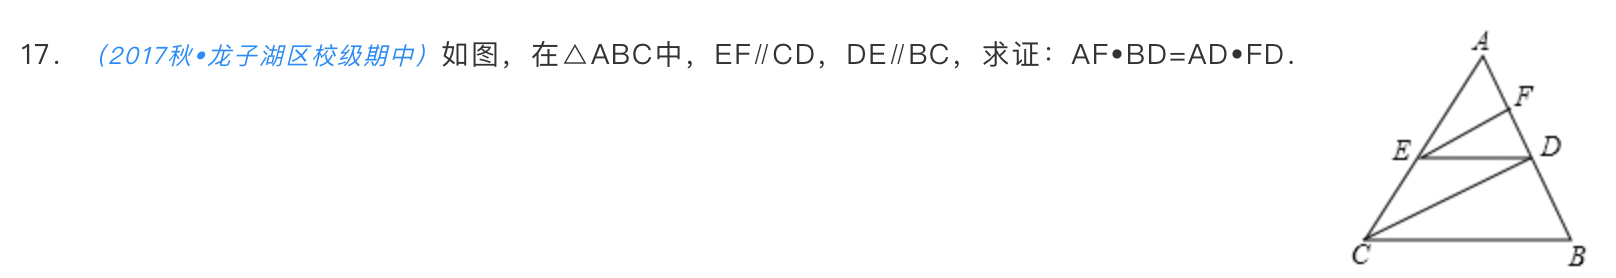 17. （2017秋•龙子湖区校级期中）如图，在△ABC中，EF∥CD，DE∥BC，求证：AF•BD=AD•FD.
A
F
E
D
C
B